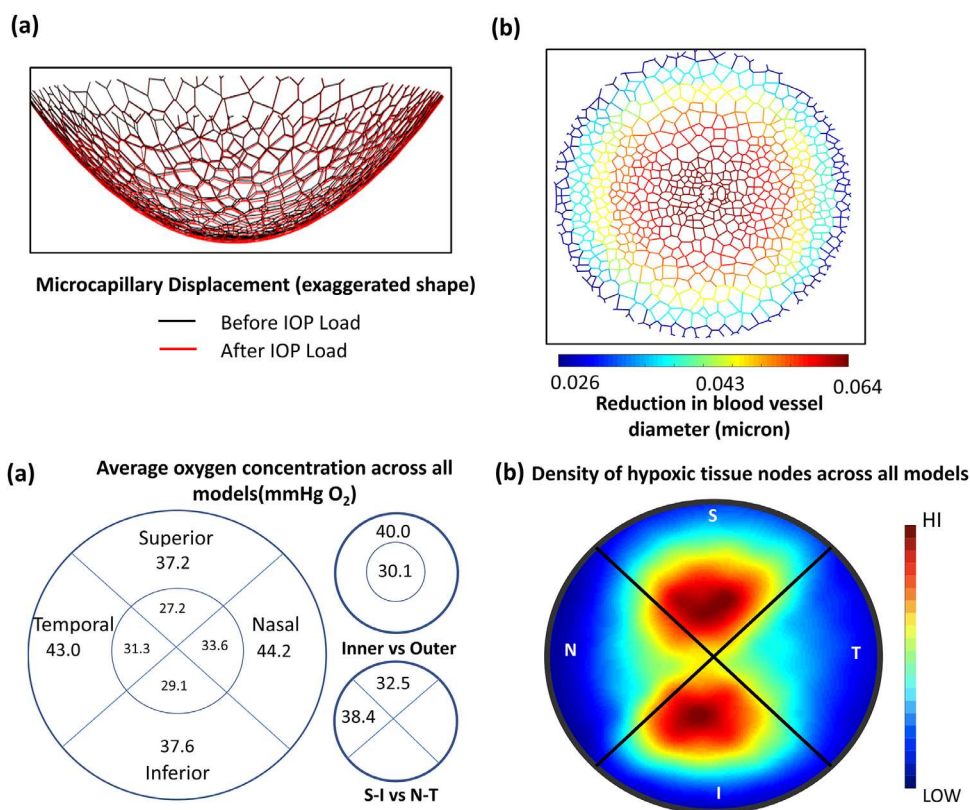 (a)
(b)
Microcapillary Displacement (exaggerated shape)
Before IOP Load
After IOP Load
0.026
0.043
0.064
Reduction in blood vessel
diameter (micron)
(a)
Average oxygen concentration across all
models(mmHg O₂)
Superior
37.2
27.2
Temporal
43.0
31.3
33.6
Nasal
44.2
29.1
37.6
Inferior
40.0
30.1
Inner vs Outer
32.5
38.4
S-I vs N-T
(b) Density of hypoxic tissue nodes across all models
S
N
T
I
HI
LOW